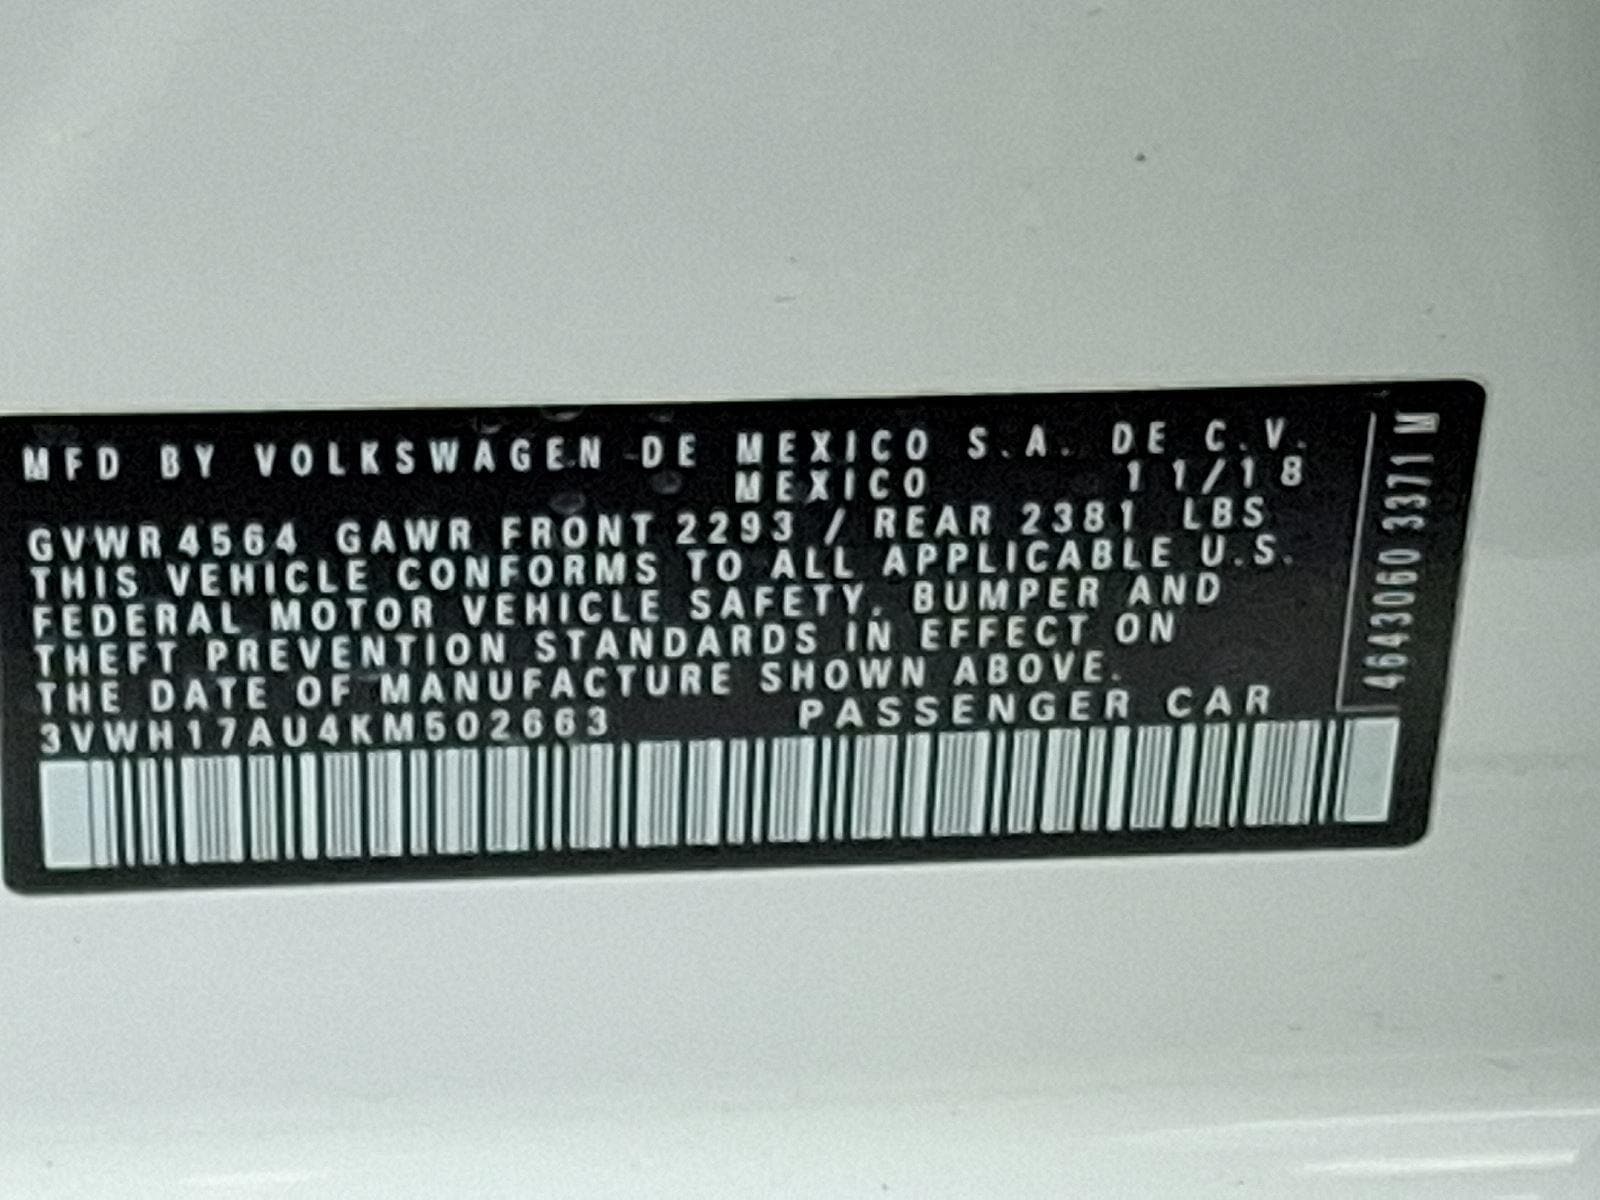 MFD BY VOLKSWAGEN DE MEXICO S.A. DE C.V.
MEXICO 11/18
GVWR 4564 GAWR FRONT 2293 / REAR 2381 LBS
THIS VEHICLE CONFORMS TO ALL APPLICABLE U.S.
FEDERAL MOTOR VEHICLE SAFETY, BUMPER AND
THEFT PREVENTION STANDARDS IN EFFECT ON
THE DATE OF MANUFACTURE SHOWN ABOVE.
3VWH17AU4KM502663 PASSENGER CAR
4643060 3371 M